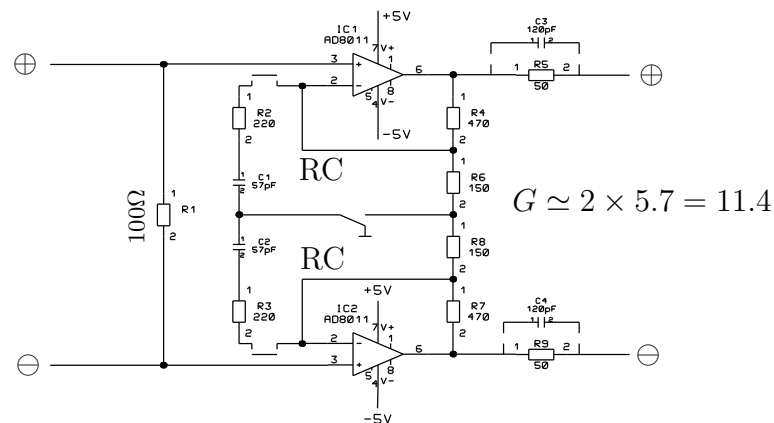 +5V
IC1
AD8011
7 V+
3 + 1 6
2 - 5 8
4 V-
-5V
C3
120pF
1 2
1 R5 2
50
1
R2
220
2
1
R4
470
2
C1
1 2
57pF
RC
1
R6
150
2
100Ω
1
R1
2
G ≃ 2 × 5.7 = 11.4
C2
1 2
57pF
RC
1
R8
150
2
1
R3
220
2
+5V
IC2
AD8011
7 V+
2 - 1 6
3 + 5 8
4 V-
-5V
1
R7
470
2
C4
120pF
1 2
1 R9 2
50